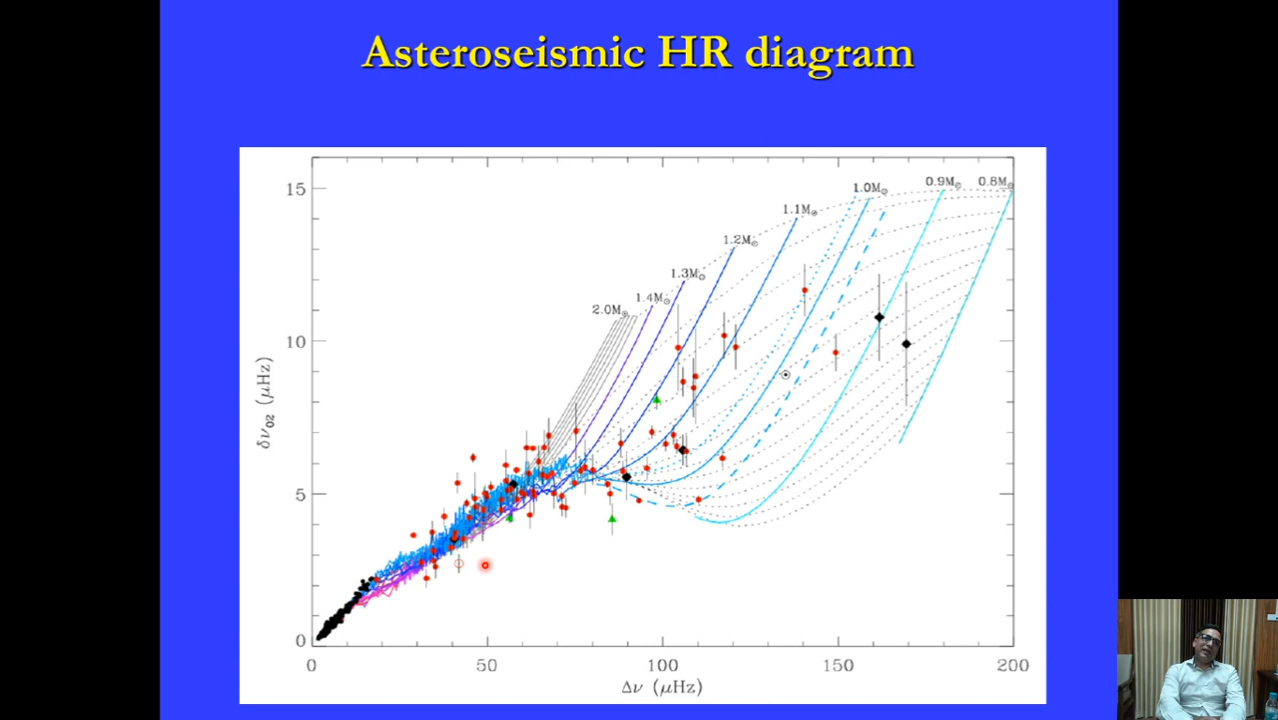 Asteroseismic HR diagram
15
10
5
0
δν₀₂ (μHz)
2.0M⊙
1.4M⊙
1.3M⊙
1.2M⊙
1.1M⊙
1.0M⊙
0.9M⊙
0.8M⊙
0 50 100 150 200
Δν (μHz)